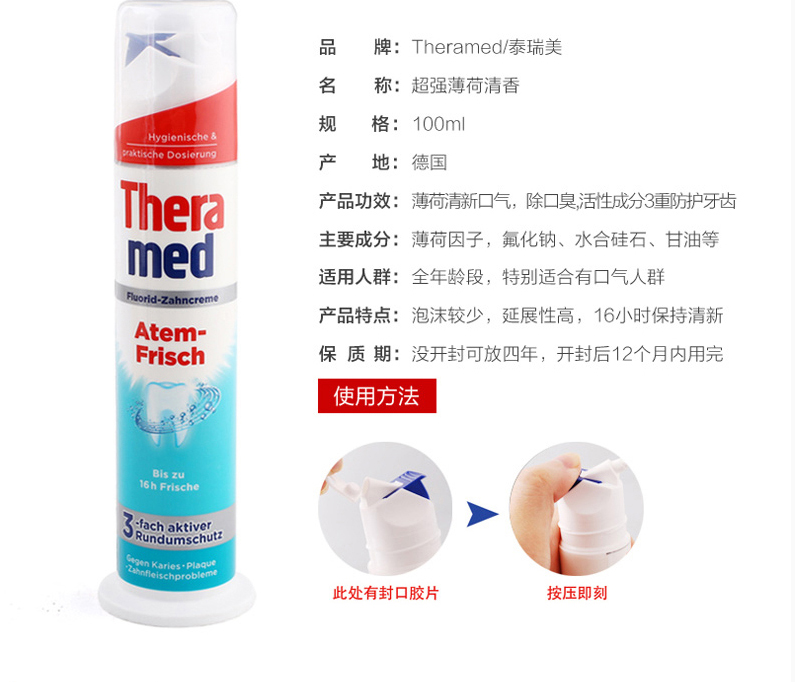 Hygienische &
praktische Dosierung
Thera
med
Fluorid-Zahncreme
Atem-
Frisch
Bis zu
16h Frische
3-fach aktiver
Rundumschutz
Gegen Karies·Plaque
·Zahnfleischprobleme
品 牌：Theramed/泰瑞美
名 称：超强薄荷清香
规 格：100ml
产 地：德国
产品功效：薄荷清新口气，除口臭,活性成分3重防护牙齿
主要成分：薄荷因子，氟化钠、水合硅石、甘油等
适用人群：全年龄段，特别适合有口气人群
产品特点：泡沫较少，延展性高，16小时保持清新
保 质 期：没开封可放四年，开封后12个月内用完
使用方法
此处有封口胶片
按压即刻